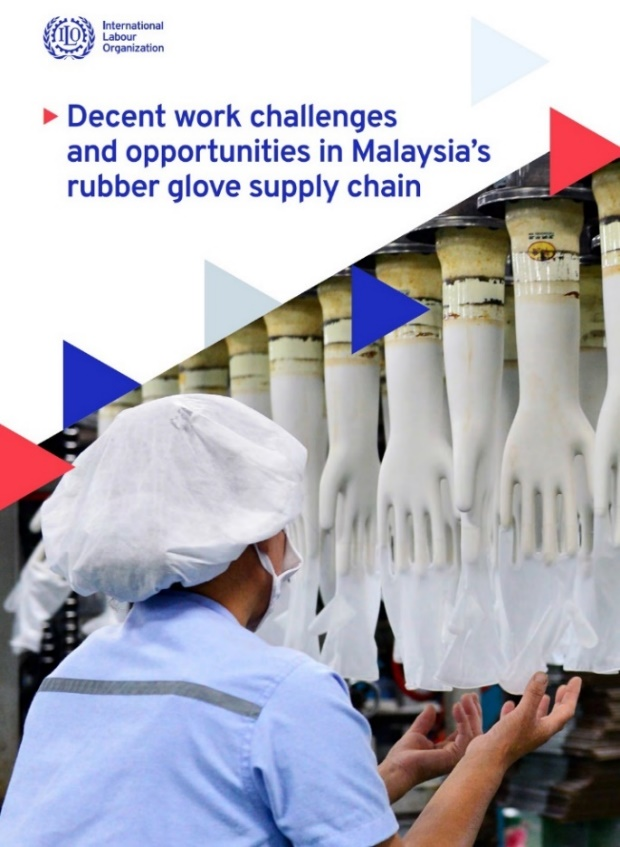 International
Labour
Organization
Decent work challenges
and opportunities in Malaysia's
rubber glove supply chain